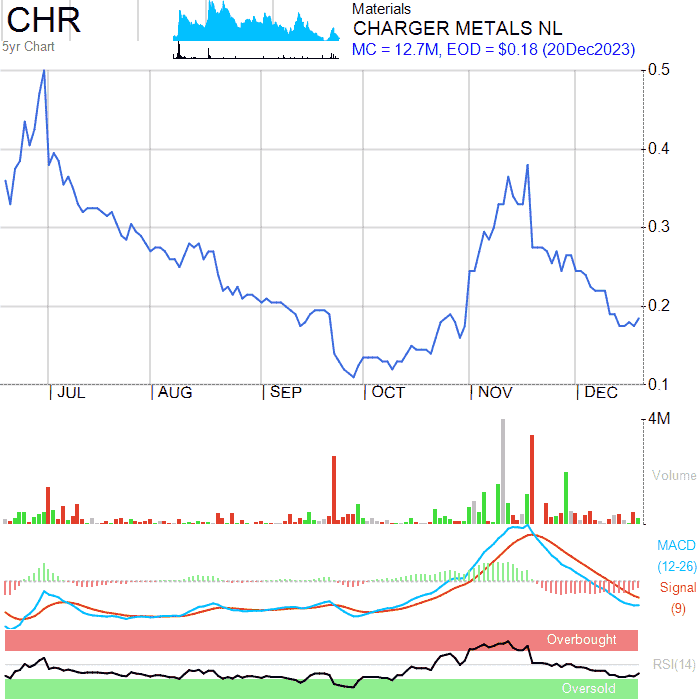 CHR
5yr Chart
Materials
CHARGER METALS NL
MC = 12.7M, EOD = $0.18 (20Dec2023)
0.5
0.4
0.3
0.2
0.1
JUL AUG SEP OCT NOV DEC
4M
Volume
MACD
(12-26)
Signal
(9)
Overbought
RSI(14)
Oversold